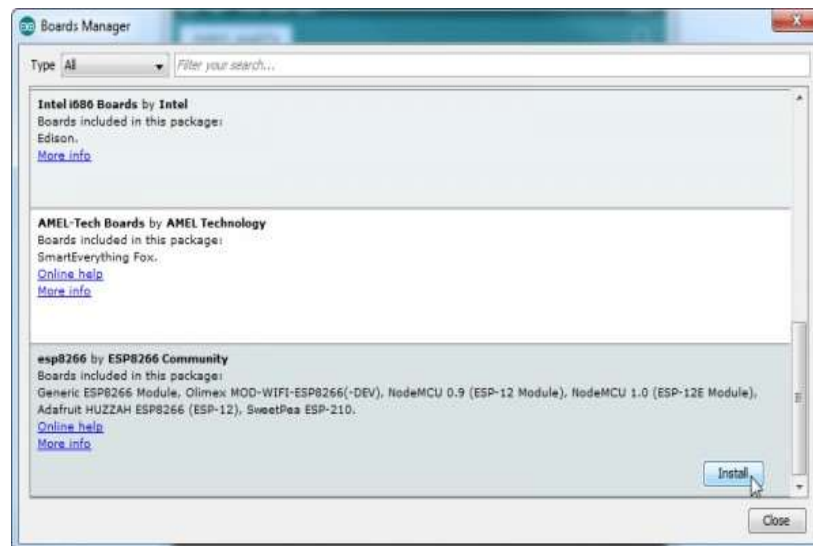 Boards Manager
Type All Filter your search...
Intel i686 Boards by Intel
Boards included in this package:
Edison.
More info
AMEL-Tech Boards by AMEL Technology
Boards included in this package:
SmartEverything Fox.
Online help
More info
esp8266 by ESP8266 Community
Boards included in this package:
Generic ESP8266 Module, Olimex MOD-WIFI-ESP8266(-DEV), NodeMCU 0.9 (ESP-12 Module), NodeMCU 1.0 (ESP-12E Module),
Adafruit HUZZAH ESP8266 (ESP-12), SweetPea ESP-210.
Online help
More info
Install
Close